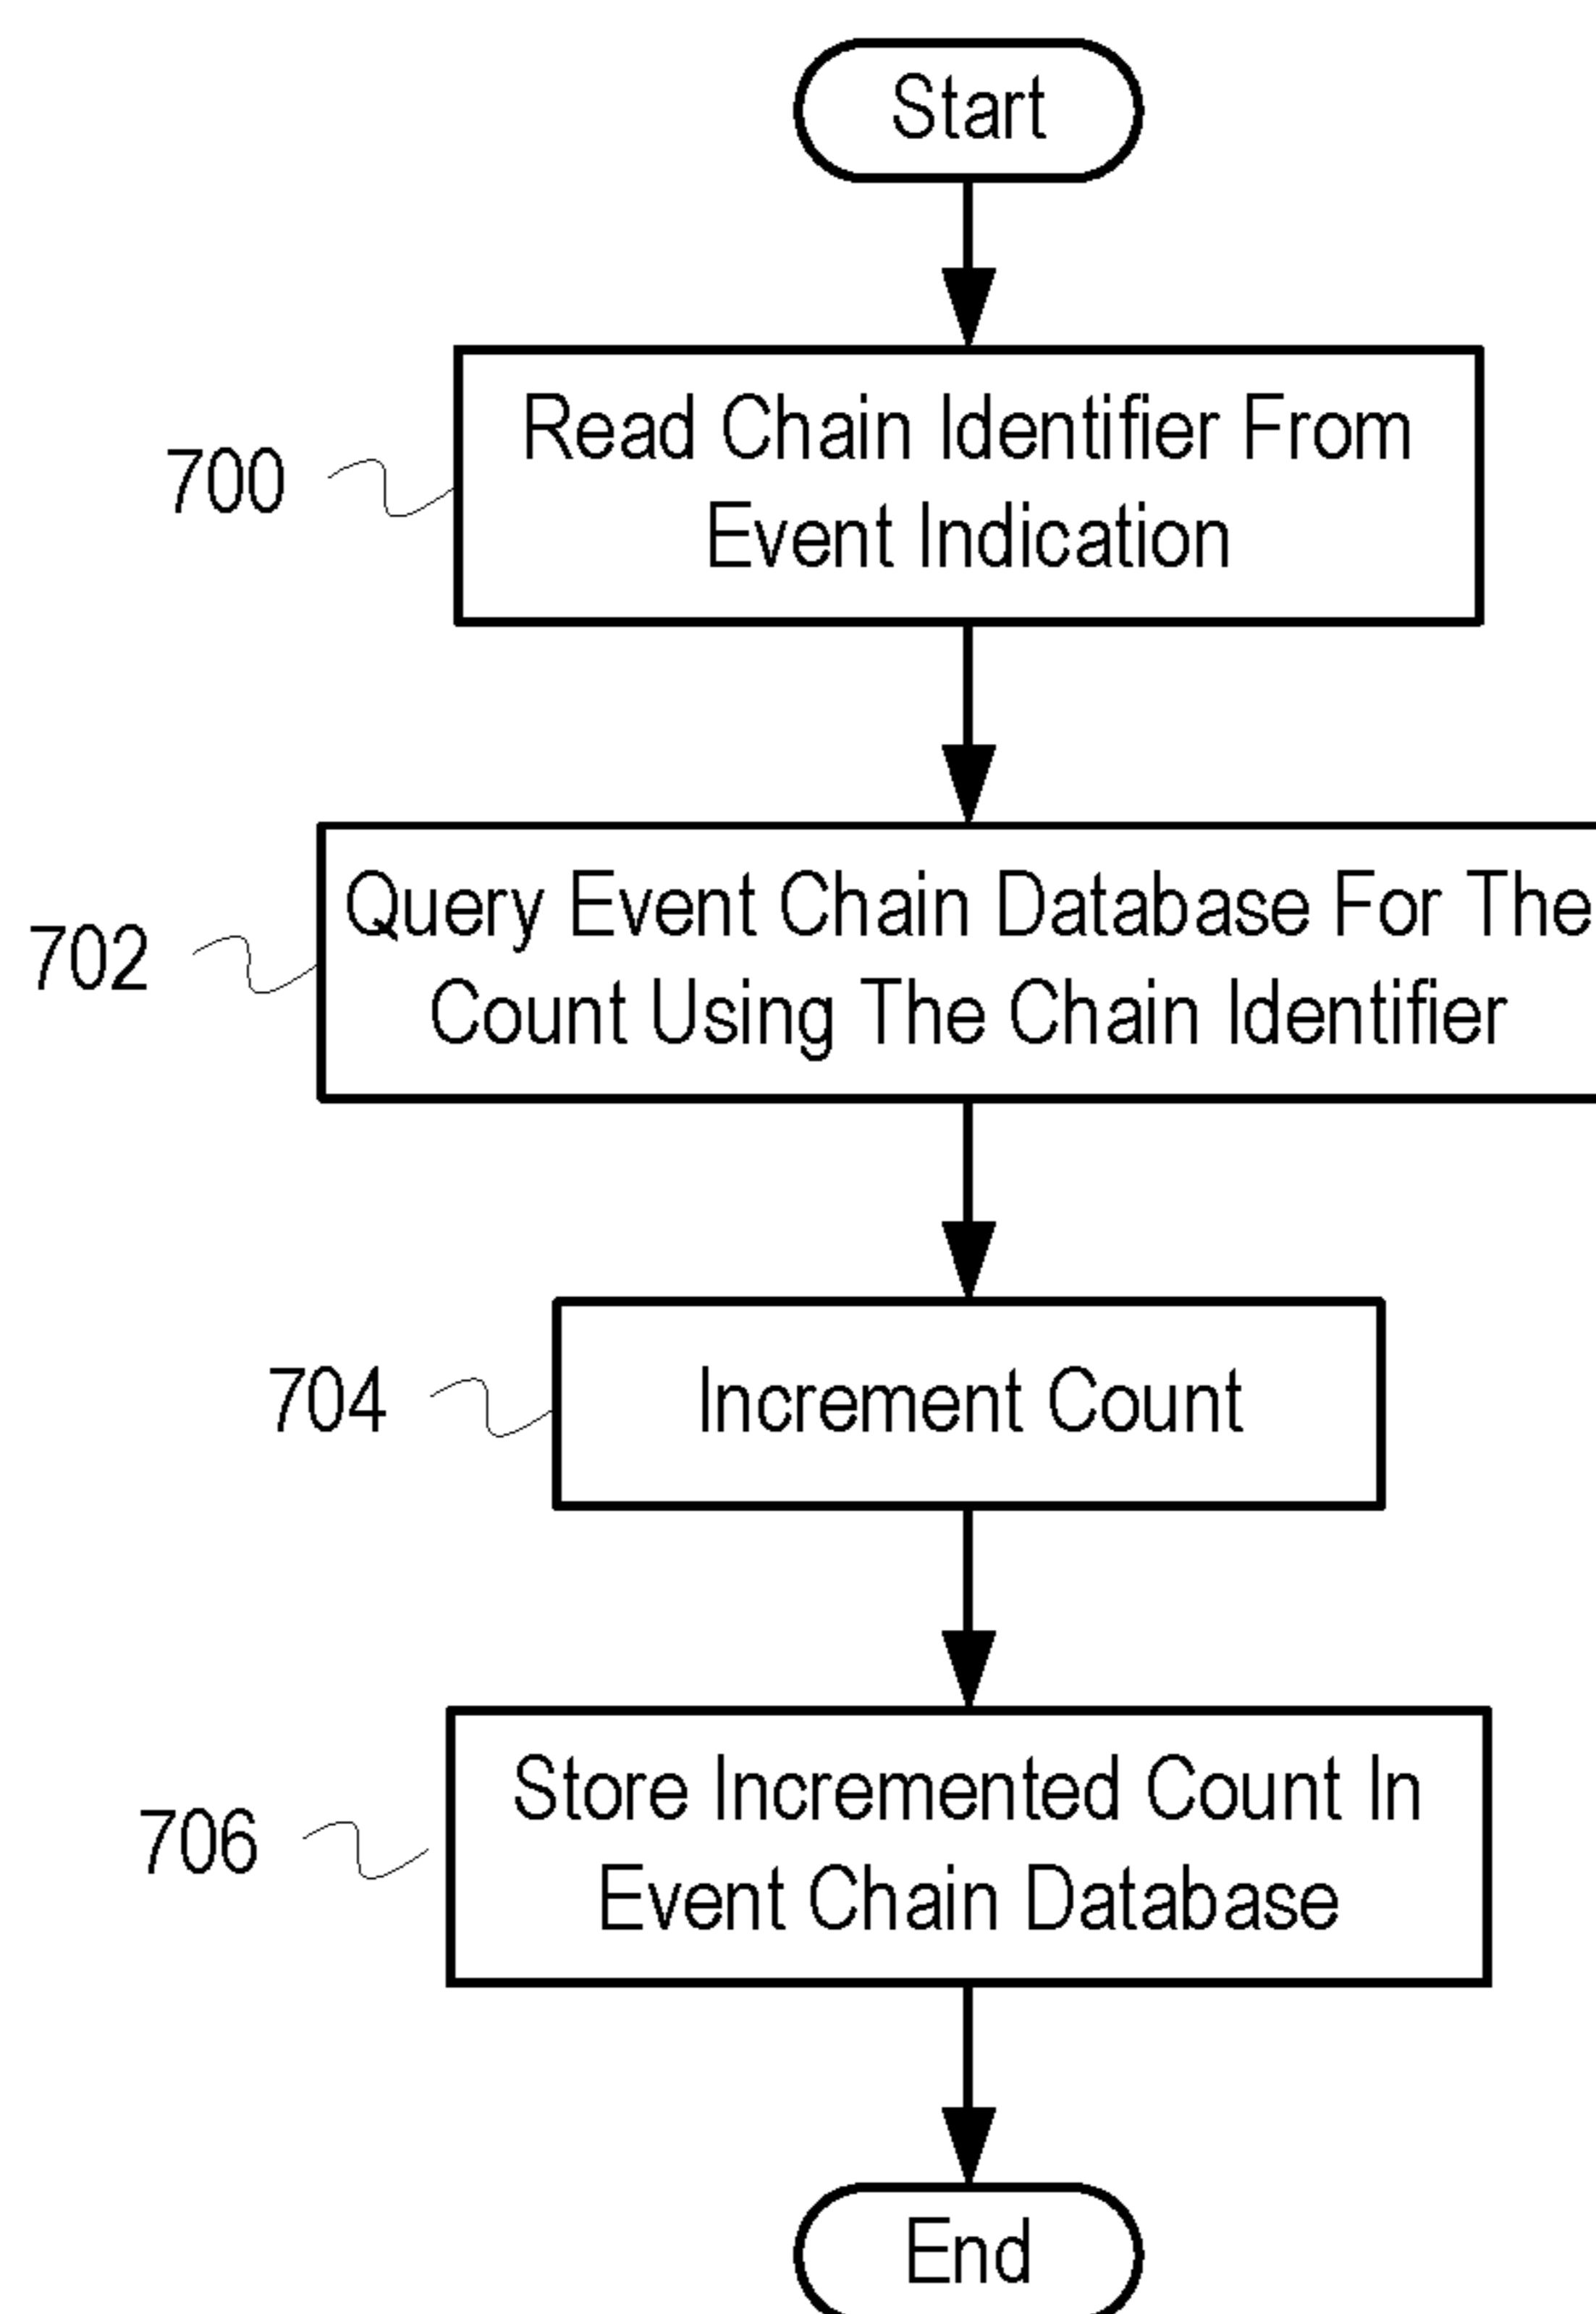 Start
700
Read Chain Identifier From
Event Indication
702
Query Event Chain Database For The
Count Using The Chain Identifier
704
Increment Count
706
Store Incremented Count In
Event Chain Database
End